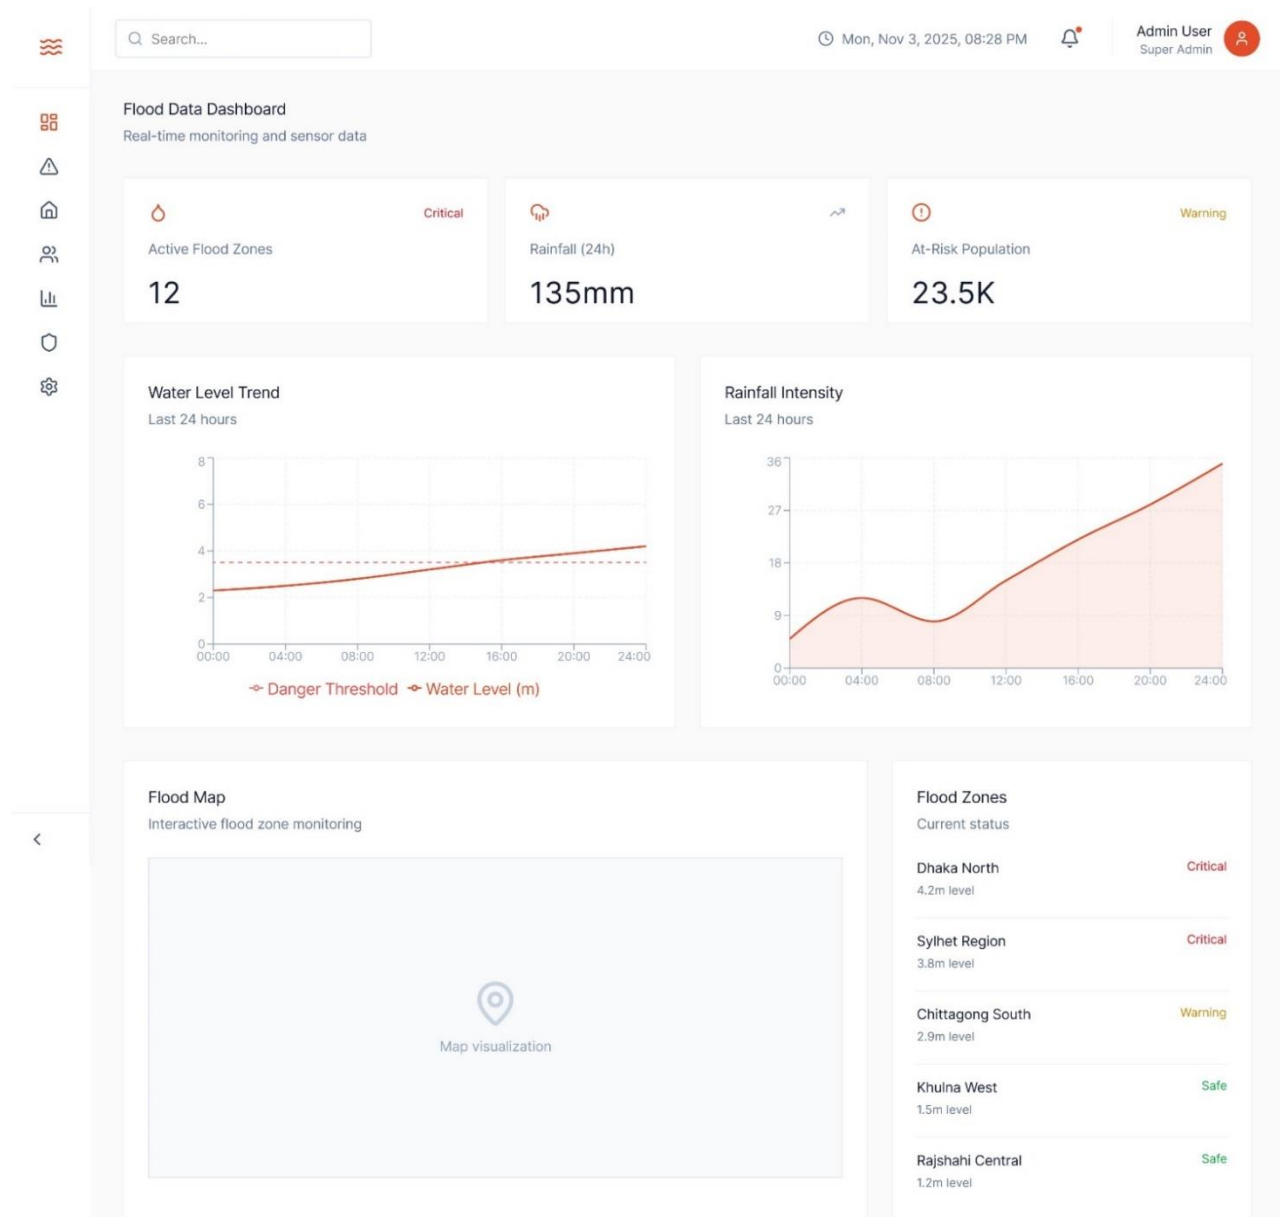 Search...
Mon, Nov 3, 2025, 08:28 PM
Admin User
Super Admin
Flood Data Dashboard
Real-time monitoring and sensor data
Critical
Active Flood Zones
12
Rainfall (24h)
135mm
Warning
At-Risk Population
23.5K
Water Level Trend
Last 24 hours
8
6
4
2
0
00:00 04:00 08:00 12:00 16:00 20:00 24:00
Danger Threshold Water Level (m)
Rainfall Intensity
Last 24 hours
36
27
18
9
0
00:00 04:00 08:00 12:00 16:00 20:00 24:00
Flood Map
Interactive flood zone monitoring
Map visualization
Flood Zones
Current status
Dhaka North Critical
4.2m level
Sylhet Region Critical
3.8m level
Chittagong South Warning
2.9m level
Khulna West Safe
1.5m level
Rajshahi Central Safe
1.2m level